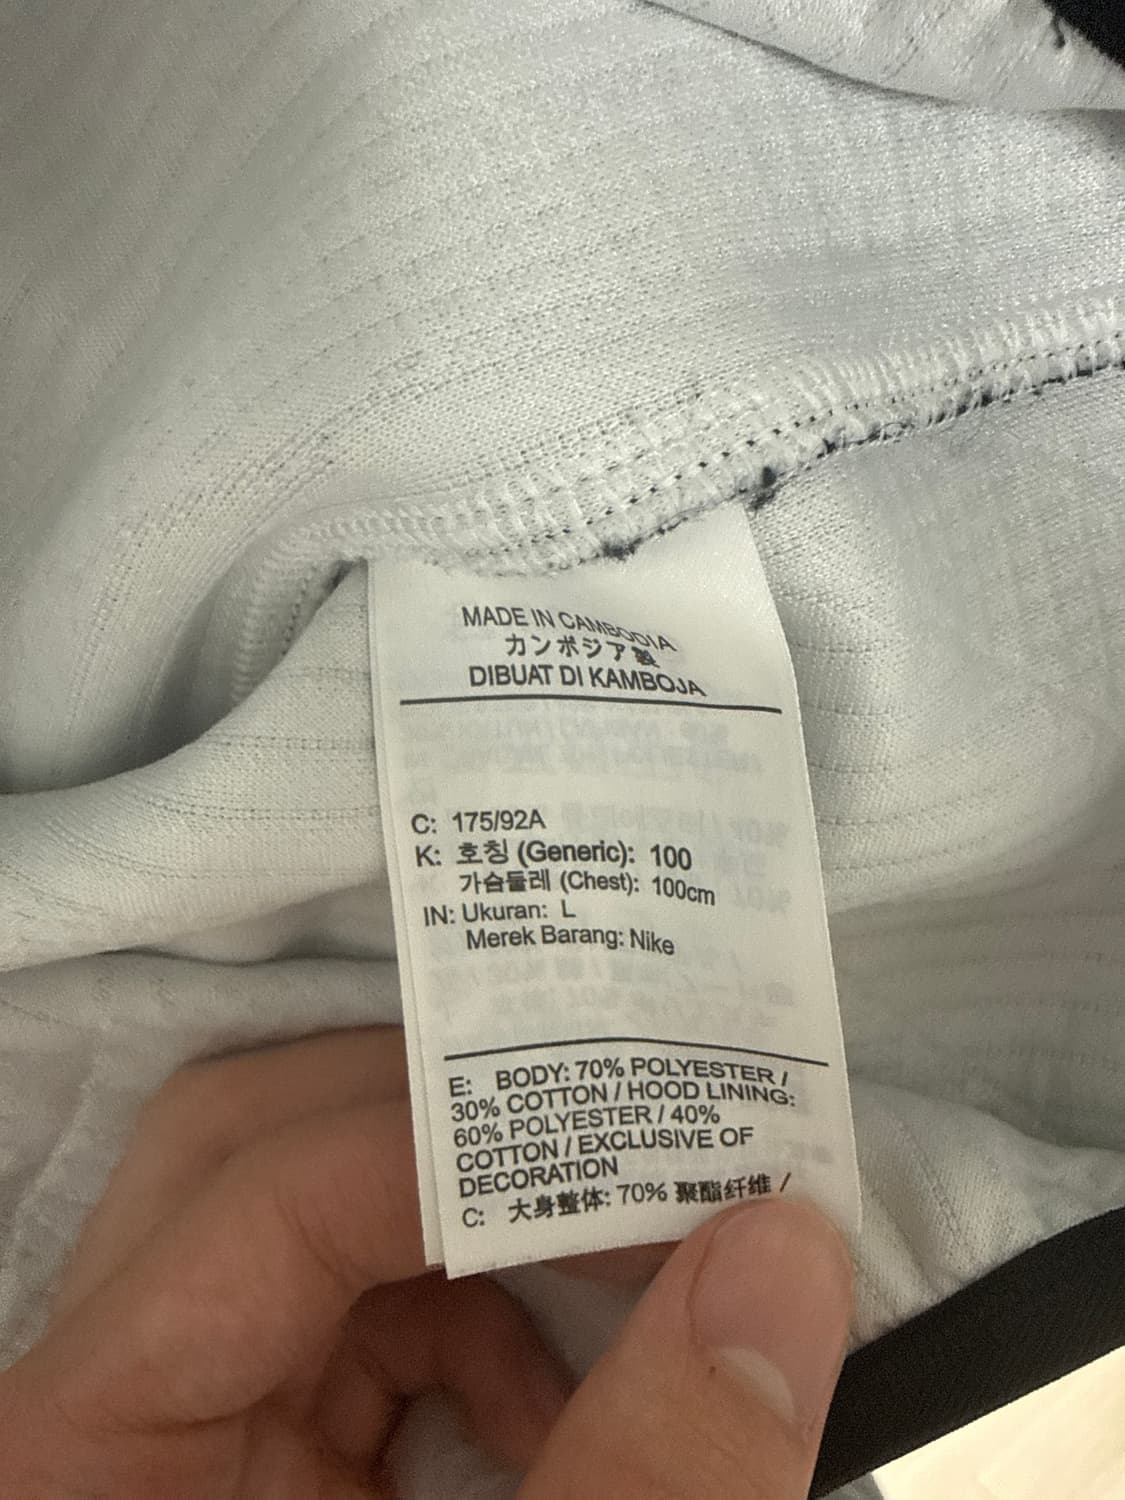 MADE IN CAMBODIA
カンボジア製
DIBUAT DI KAMBOJA
C: 175/92A
K: 호칭 (Generic): 100
가슴둘레 (Chest): 100cm
IN: Ukuran: L
Merek Barang: Nike
E: BODY: 70% POLYESTER /
30% COTTON / HOOD LINING:
60% POLYESTER / 40%
COTTON / EXCLUSIVE OF
DECORATION
C: 大身整体: 70% 聚酯纤维 /